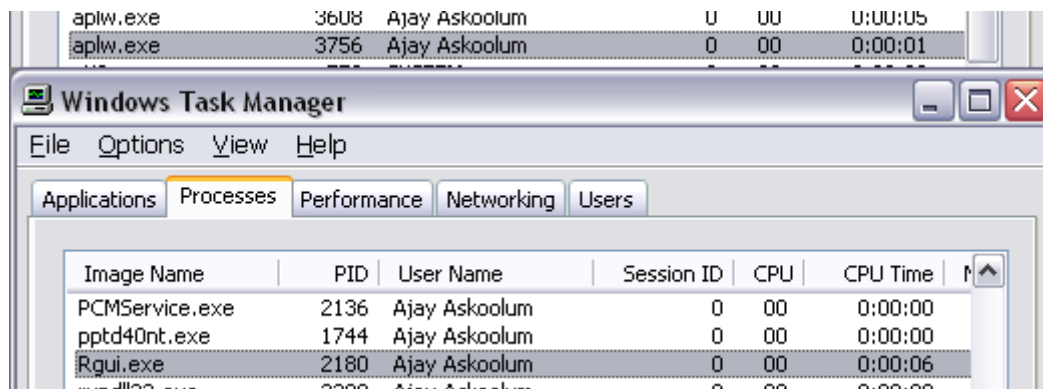 aplw.exe 3608 Ajay Askoolum 0 00 0:00:05
aplw.exe 3756 Ajay Askoolum 0 00 0:00:01
Windows Task Manager
File Options View Help
Applications Processes Performance Networking Users
Image Name PID User Name Session ID CPU CPU Time
PCMService.exe 2136 Ajay Askoolum 0 00 0:00:00
pptd40nt.exe 1744 Ajay Askoolum 0 00 0:00:00
Rgui.exe 2180 Ajay Askoolum 0 00 0:00:06